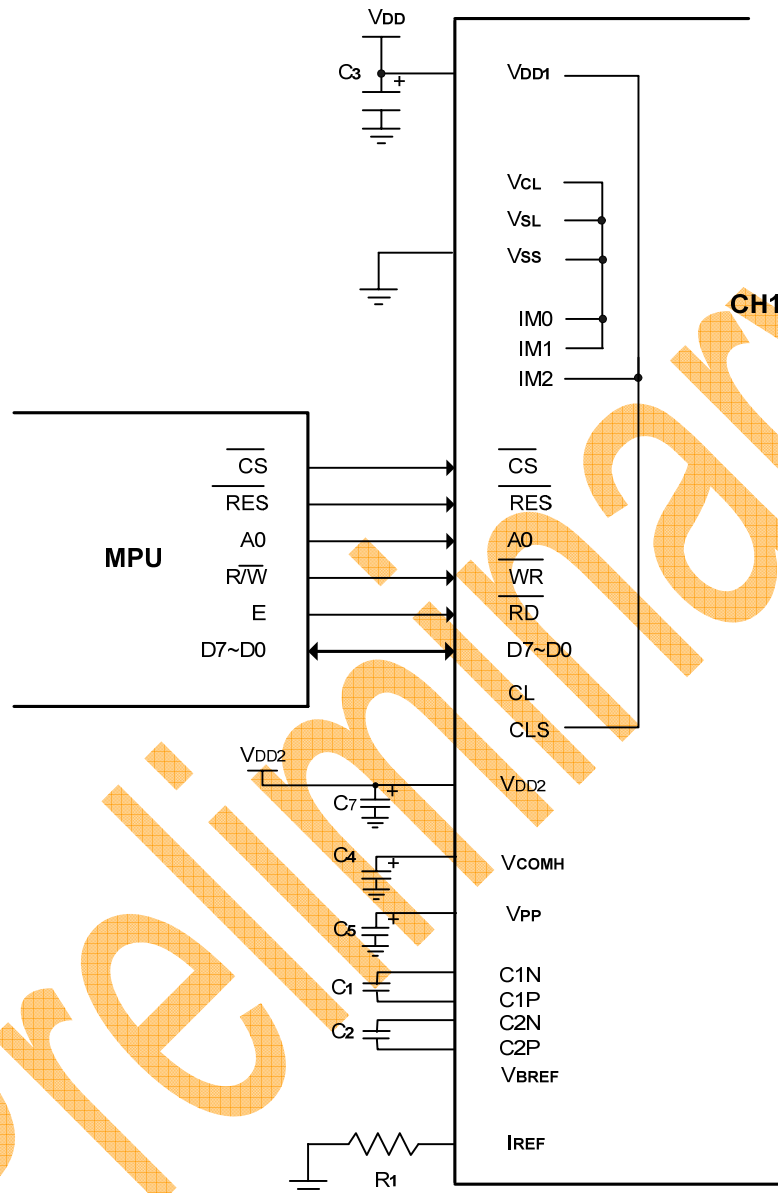 VDD
C3
+
VDD1
VCL
VSL
VSS
IM0
IM1
IM2
CH1
MPU
CS
RES
A0
R/W
E
D7~D0
CS
RES
A0
WR
RD
D7~D0
CL
CLS
VDD2
C7
+
VDD2
C4
+
VCOMH
C5
+
VPP
C1
C1N
C1P
C2
C2N
C2P
VBREF
R1
IREF
Preliminar